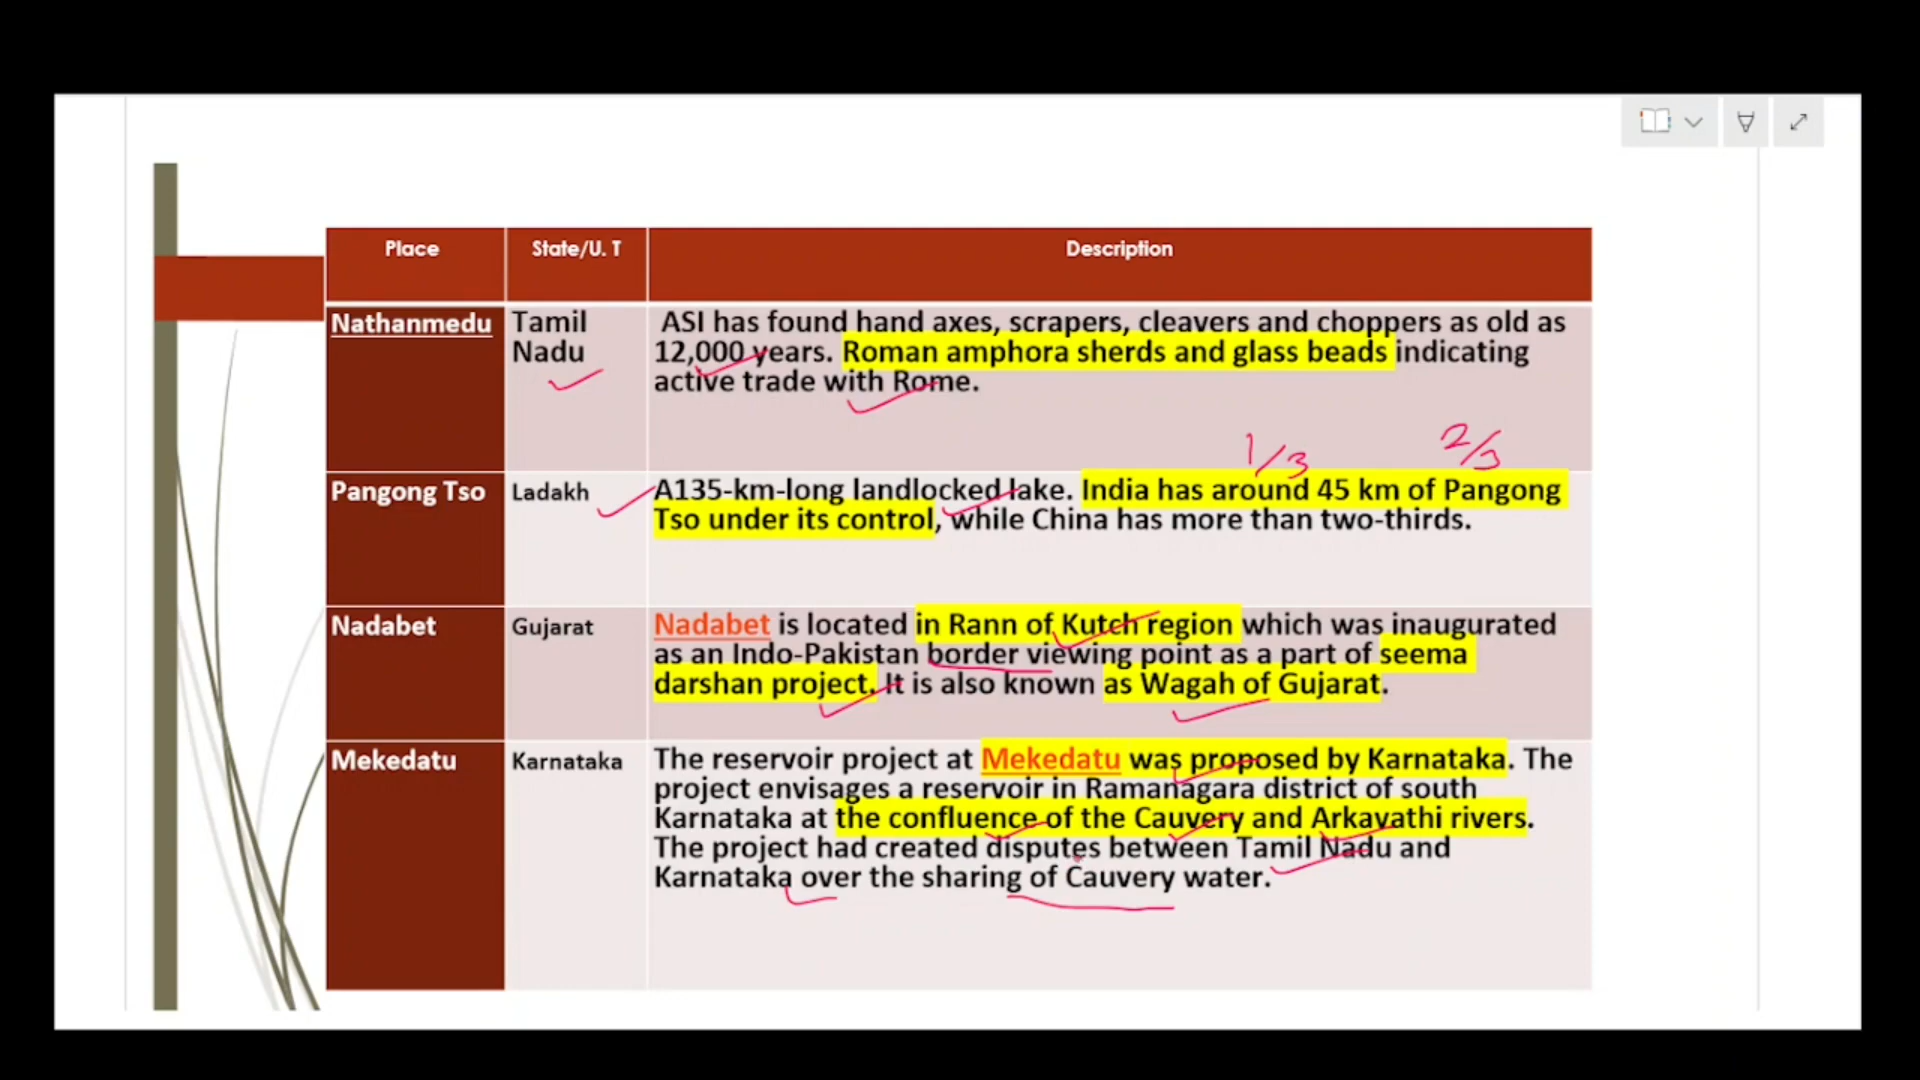 Place State/U. T Description
Nathanmedu Tamil Nadu
ASI has found hand axes, scrapers, cleavers and choppers as old as
12,000 years. Roman amphora sherds and glass beads indicating
active trade with Rome.
1/3 2/3
Pangong Tso Ladakh
A135-km-long landlocked lake. India has around 45 km of Pangong
Tso under its control, while China has more than two-thirds.
Nadabet Gujarat
Nadabet is located in Rann of Kutch region which was inaugurated
as an Indo-Pakistan border viewing point as a part of seema
darshan project. It is also known as Wagah of Gujarat.
Mekedatu Karnataka
The reservoir project at Mekedatu was proposed by Karnataka. The
project envisages a reservoir in Ramanagara district of south
Karnataka at the confluence of the Cauvery and Arkavathi rivers.
The project had created disputes between Tamil Nadu and
Karnataka over the sharing of Cauvery water.